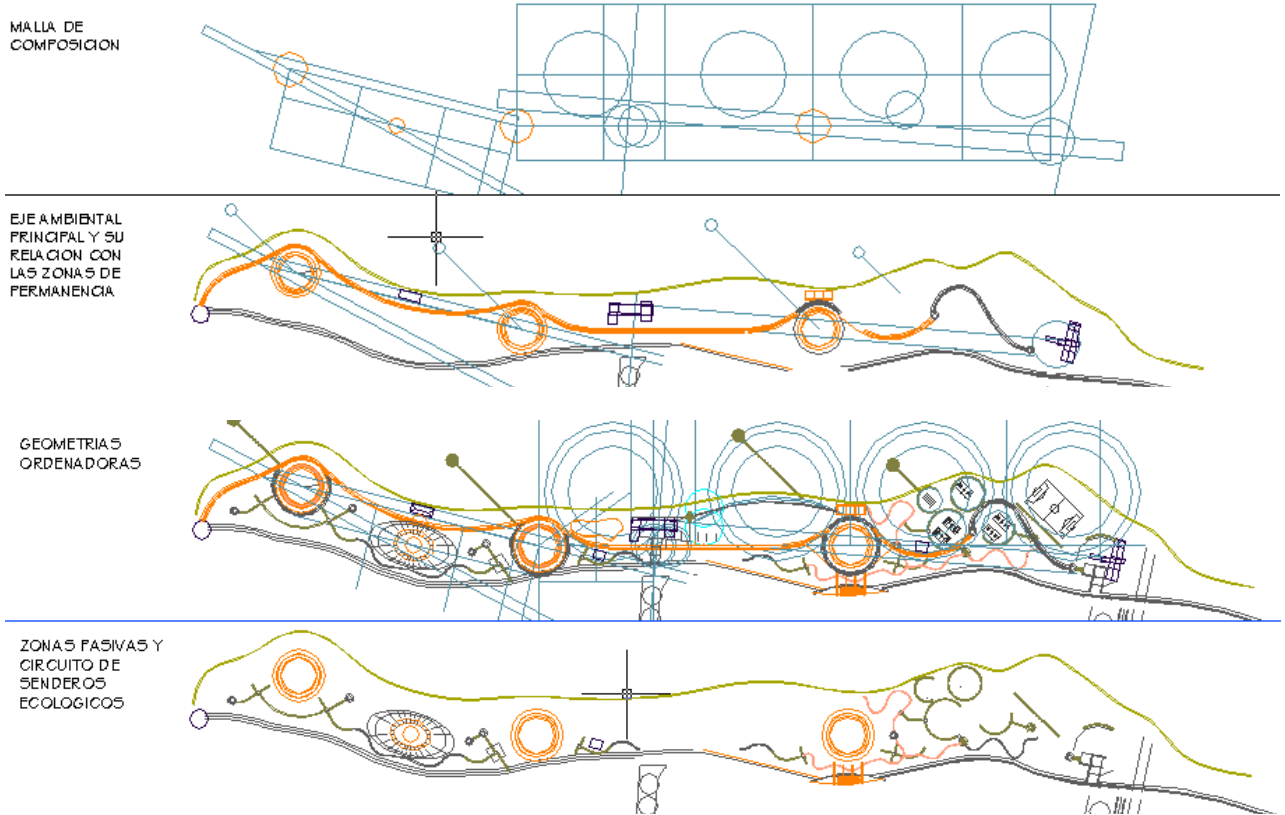 MALLA DE
COMPOSICION
EJE AMBIENTAL
PRINCIPAL Y SU
RELACION CON
LAS ZONAS DE
PERMANENCIA
GEOMETRIAS
ORDENADORAS
ZONAS PASIVAS Y
CIRCUITO DE
SENDEROS
ECOLOGICOS